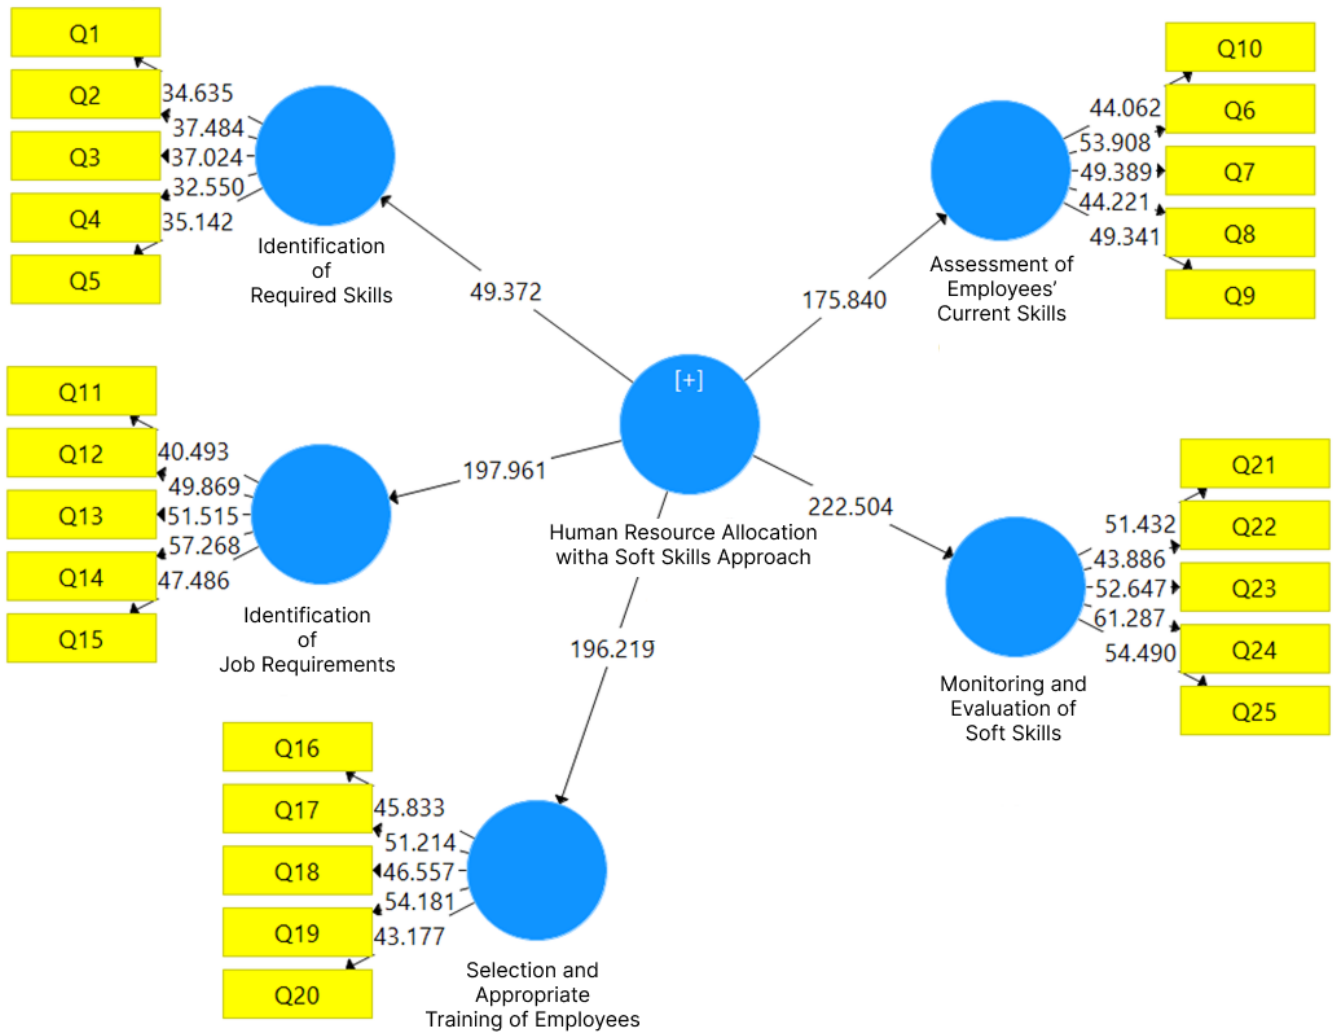 Q1
Q2
Q3
Q4
Q5
34.635
37.484
37.024
32.550
35.142
Identification
of
Required Skills
49.372
Q10
Q6
Q7
Q8
Q9
44.062
53.908
49.389
44.221
49.341
Assessment of
Employees’
Current Skills
175.840
[+]
Human Resource Allocation
witha Soft Skills Approach
Q11
Q12
Q13
Q14
Q15
40.493
49.869
51.515
57.268
47.486
Identification
of
Job Requirements
197.961
222.504
Q21
Q22
Q23
Q24
Q25
51.432
43.886
52.647
61.287
54.490
Monitoring and
Evaluation of
Soft Skills
196.219
Q16
Q17
Q18
Q19
Q20
45.833
51.214
46.557
54.181
43.177
Selection and
Appropriate
Training of Employees